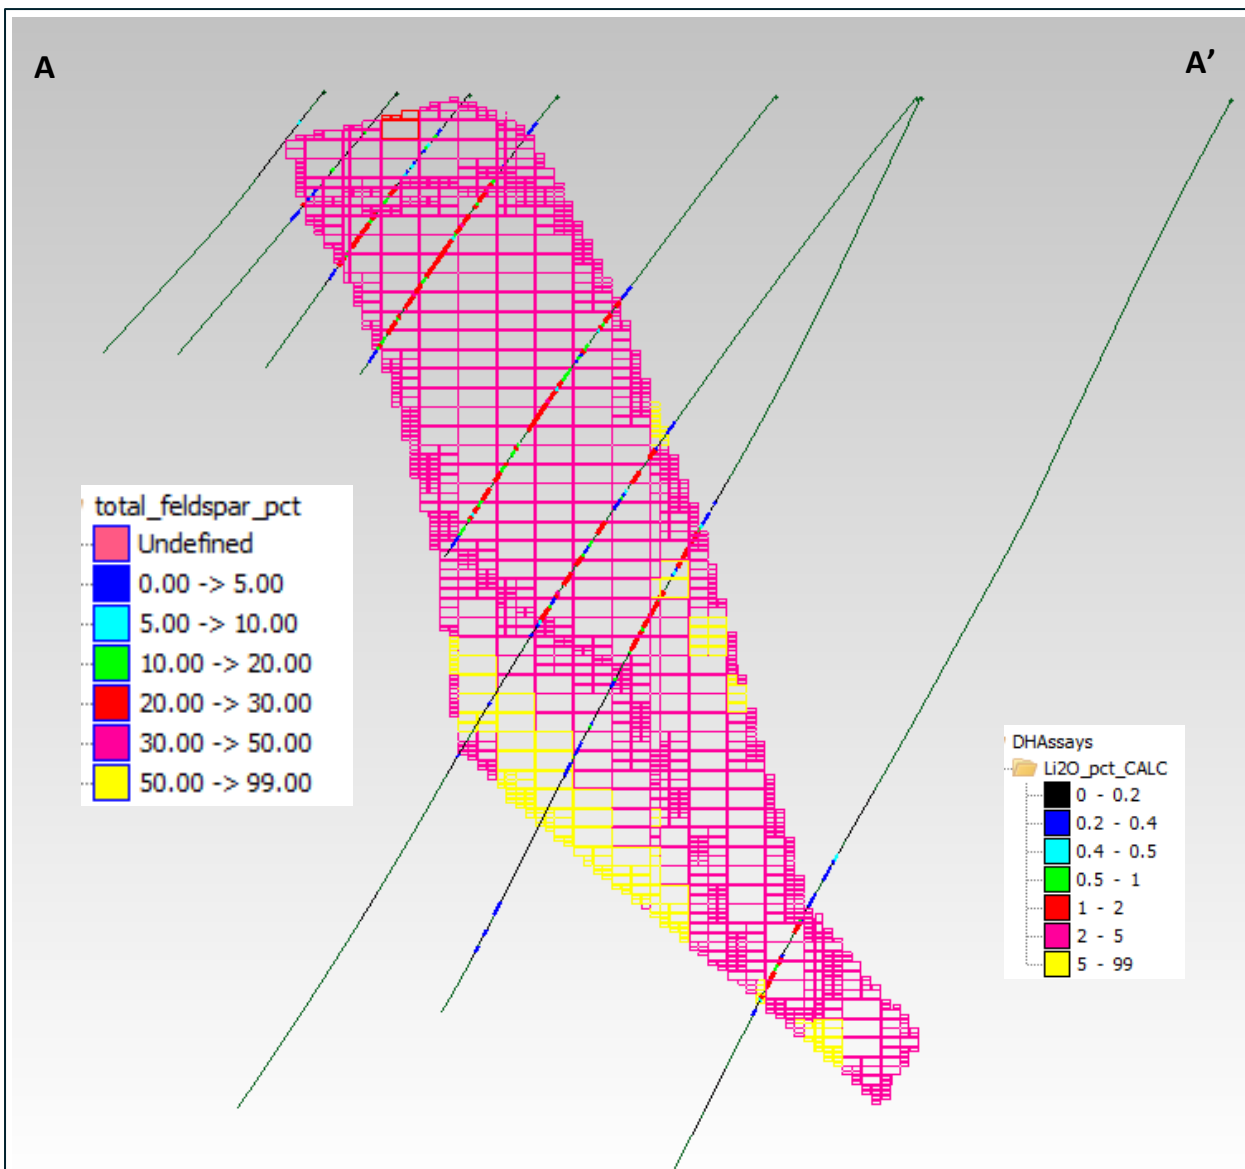 A
A'
total_feldspar_pct
Undefined
0.00 -> 5.00
5.00 -> 10.00
10.00 -> 20.00
20.00 -> 30.00
30.00 -> 50.00
50.00 -> 99.00
DHAssays
Li2O_pct_CALC
0 - 0.2
0.2 - 0.4
0.4 - 0.5
0.5 - 1
1 - 2
2 - 5
5 - 99